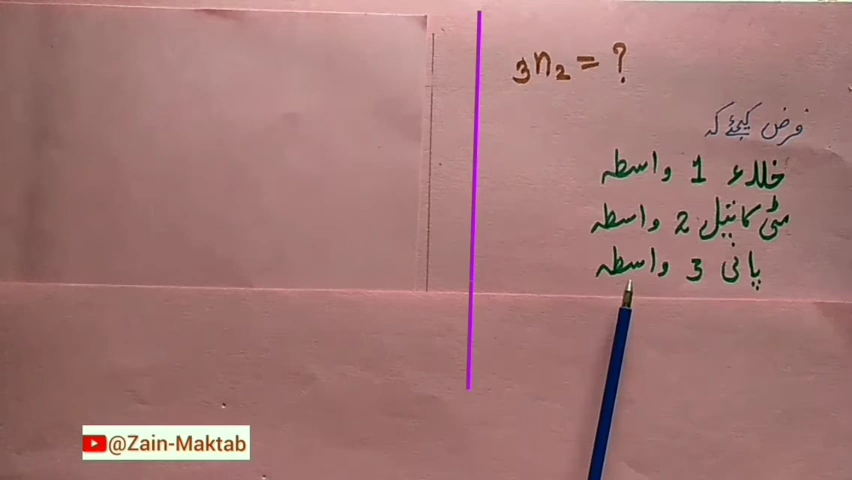 ₃n₂ = ?
فرض کیجئے کہ
خلاء 1 واسطہ
مٹی کا تیل 2 واسطہ
پانی 3 واسطہ
@Zain-Maktab